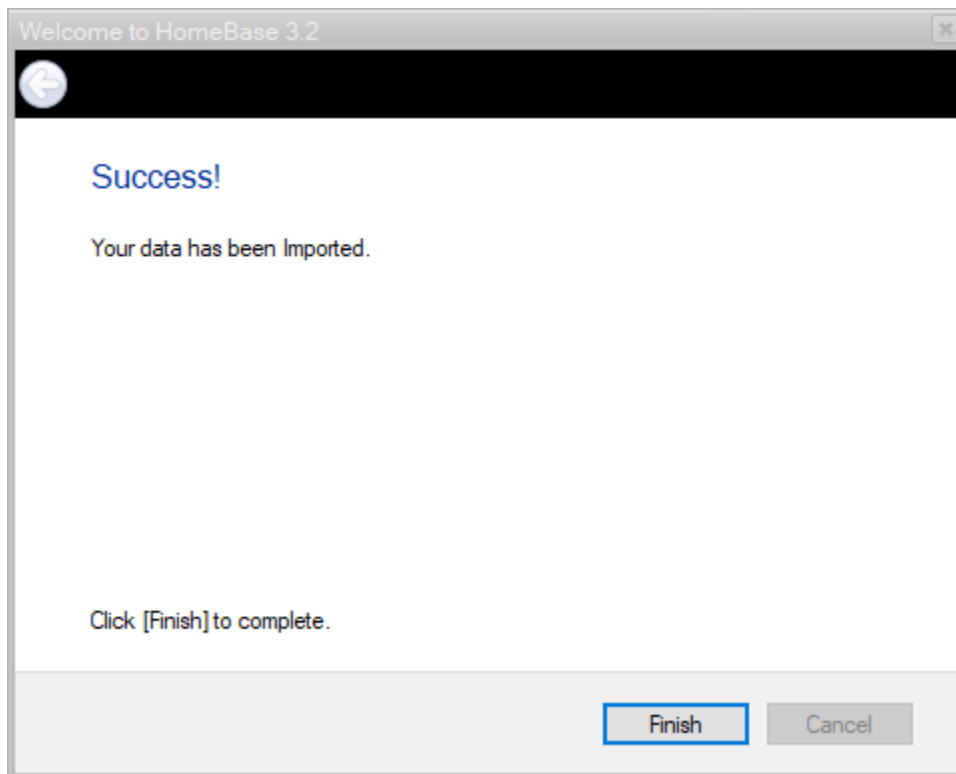 Welcome to HomeBase 3.2
Success!
Your data has been Imported.
Click [Finish] to complete.
Finish
Cancel